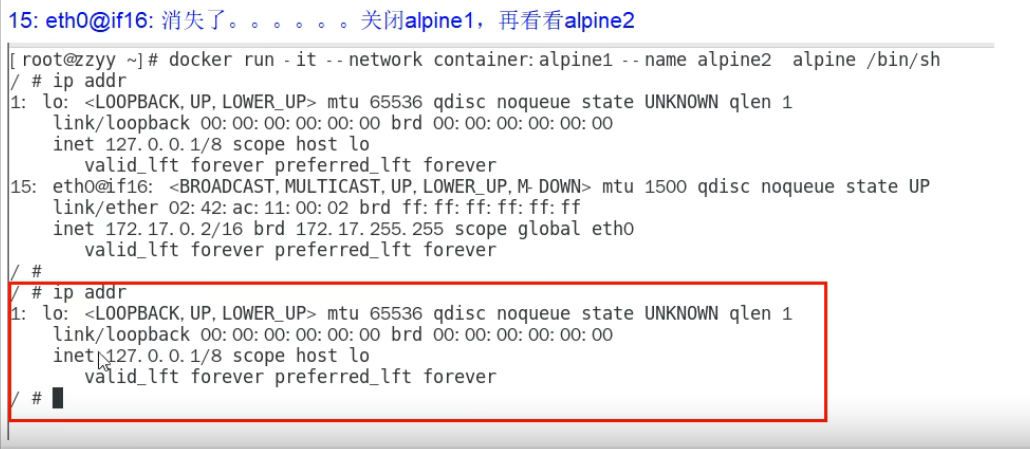 15: eth0@if16: 消失了。。。。。。关闭alpine1，再看看alpine2
[root@zzyy ~]# docker run -it --network container:alpine1 --name alpine2  alpine /bin/sh
/ # ip addr
1: lo: <LOOPBACK,UP,LOWER_UP> mtu 65536 qdisc noqueue state UNKNOWN qlen 1
    link/loopback 00:00:00:00:00:00 brd 00:00:00:00:00:00
    inet 127.0.0.1/8 scope host lo
       valid_lft forever preferred_lft forever
15: eth0@if16: <BROADCAST,MULTICAST,UP,LOWER_UP,M-DOWN> mtu 1500 qdisc noqueue state UP
    link/ether 02:42:ac:11:00:02 brd ff:ff:ff:ff:ff:ff
    inet 172.17.0.2/16 brd 172.17.255.255 scope global eth0
       valid_lft forever preferred_lft forever
/ #
/ # ip addr
1: lo: <LOOPBACK,UP,LOWER_UP> mtu 65536 qdisc noqueue state UNKNOWN qlen 1
    link/loopback 00:00:00:00:00:00 brd 00:00:00:00:00:00
    inet 127.0.0.1/8 scope host lo
       valid_lft forever preferred_lft forever
/ #